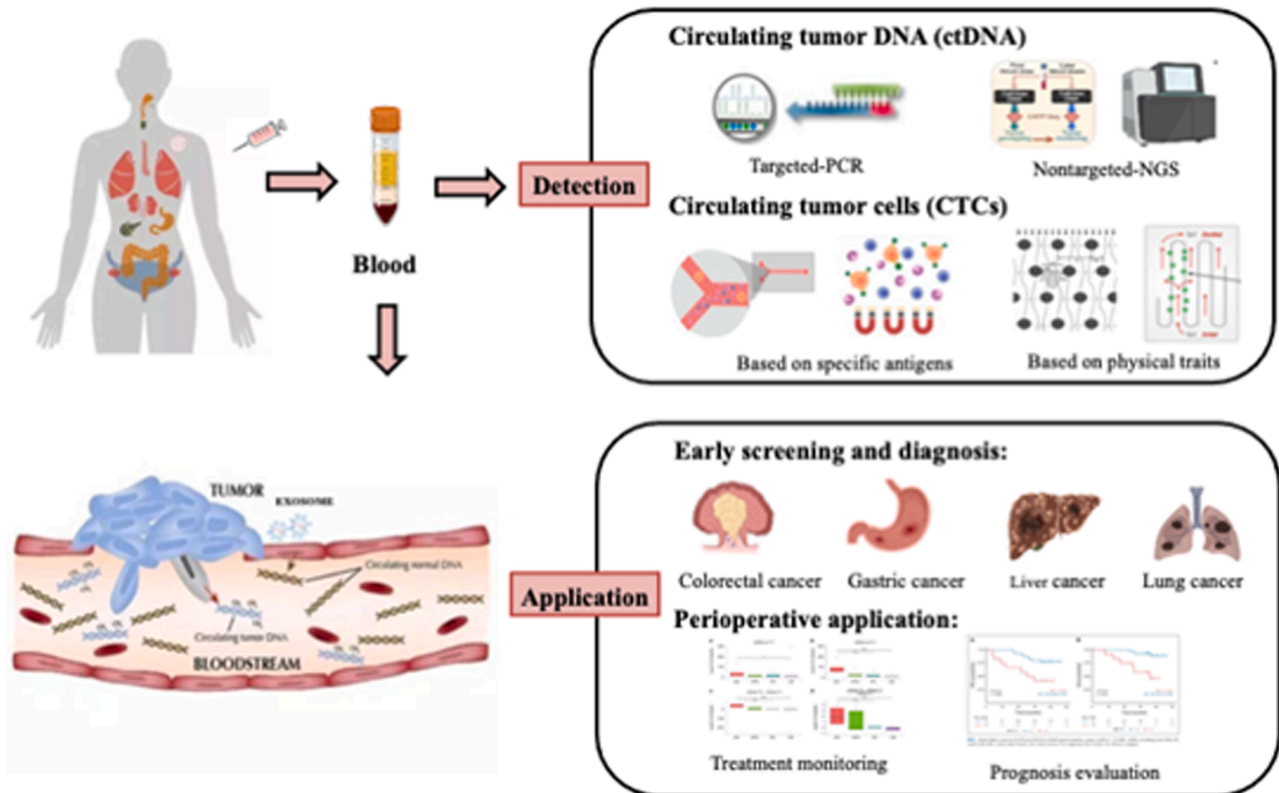 Circulating tumor DNA (ctDNA)
Targeted-PCR
Nontargeted-NGS
Detection
Circulating tumor cells (CTCs)
Based on specific antigens
Based on physical traits
Blood
TUMOR
EXOSOME
Circulating normal DNA
Circulating tumor DNA
BLOODSTREAM
Application
Early screening and diagnosis:
Colorectal cancer
Gastric cancer
Liver cancer
Lung cancer
Perioperative application:
Treatment monitoring
Prognosis evaluation